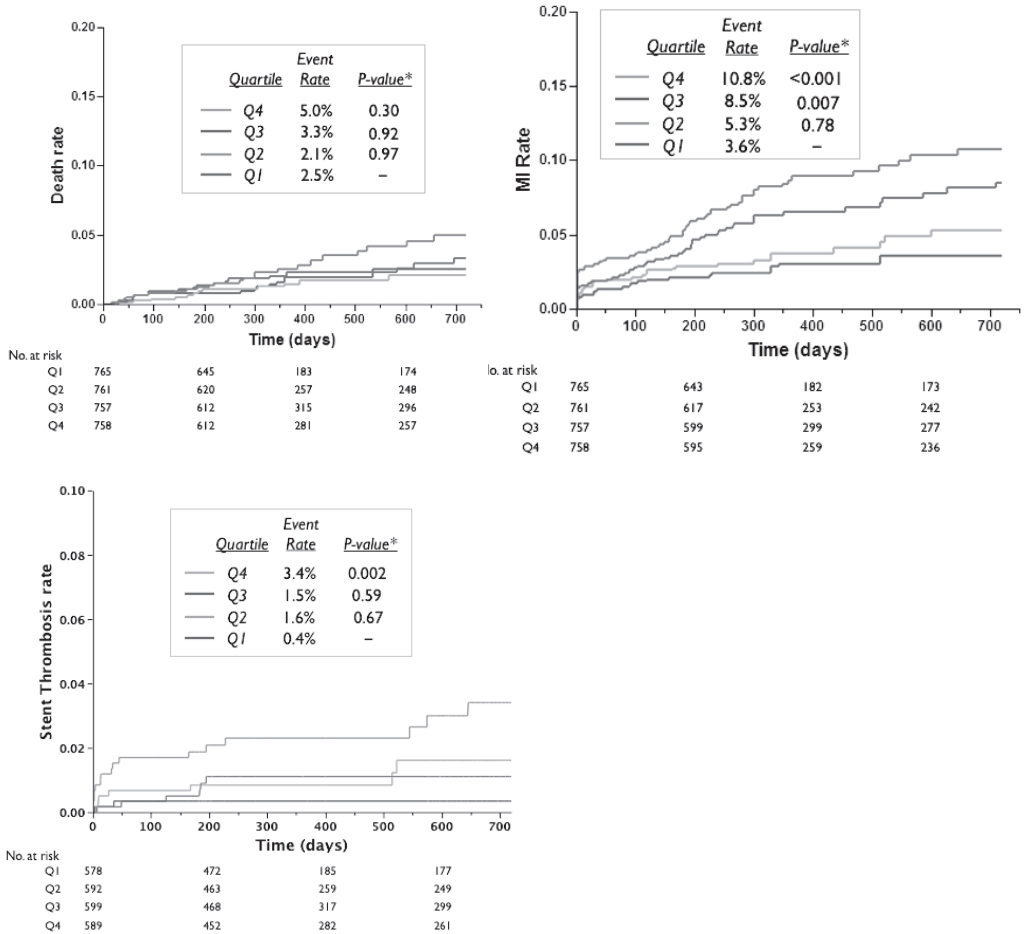 0.20
0.15
0.10
0.05
0.00
Death rate
Event
Quartile Rate P-value*
Q4 5.0% 0.30
Q3 3.3% 0.92
Q2 2.1% 0.97
Q1 2.5% –
0 100 200 300 400 500 600 700
Time (days)
No. at risk
Q1 765 645 183 174
Q2 761 620 257 248
Q3 757 612 315 296
Q4 758 612 281 257
0.20
0.15
0.10
0.05
0.00
MI Rate
Event
Quartile Rate P-value*
Q4 10.8% <0.001
Q3 8.5% 0.007
Q2 5.3% 0.78
Q1 3.6% –
0 100 200 300 400 500 600 700
Time (days)
lo. at risk
Q1 765 643 182 173
Q2 761 617 253 242
Q3 757 599 299 277
Q4 758 595 259 236
0.10
0.08
0.06
0.04
0.02
0.00
Stent Thrombosis rate
Event
Quartile Rate P-value*
Q4 3.4% 0.002
Q3 1.5% 0.59
Q2 1.6% 0.67
Q1 0.4% –
0 100 200 300 400 500 600 700
Time (days)
No. at risk
Q1 578 472 185 177
Q2 592 463 259 249
Q3 599 468 317 299
Q4 589 452 282 261